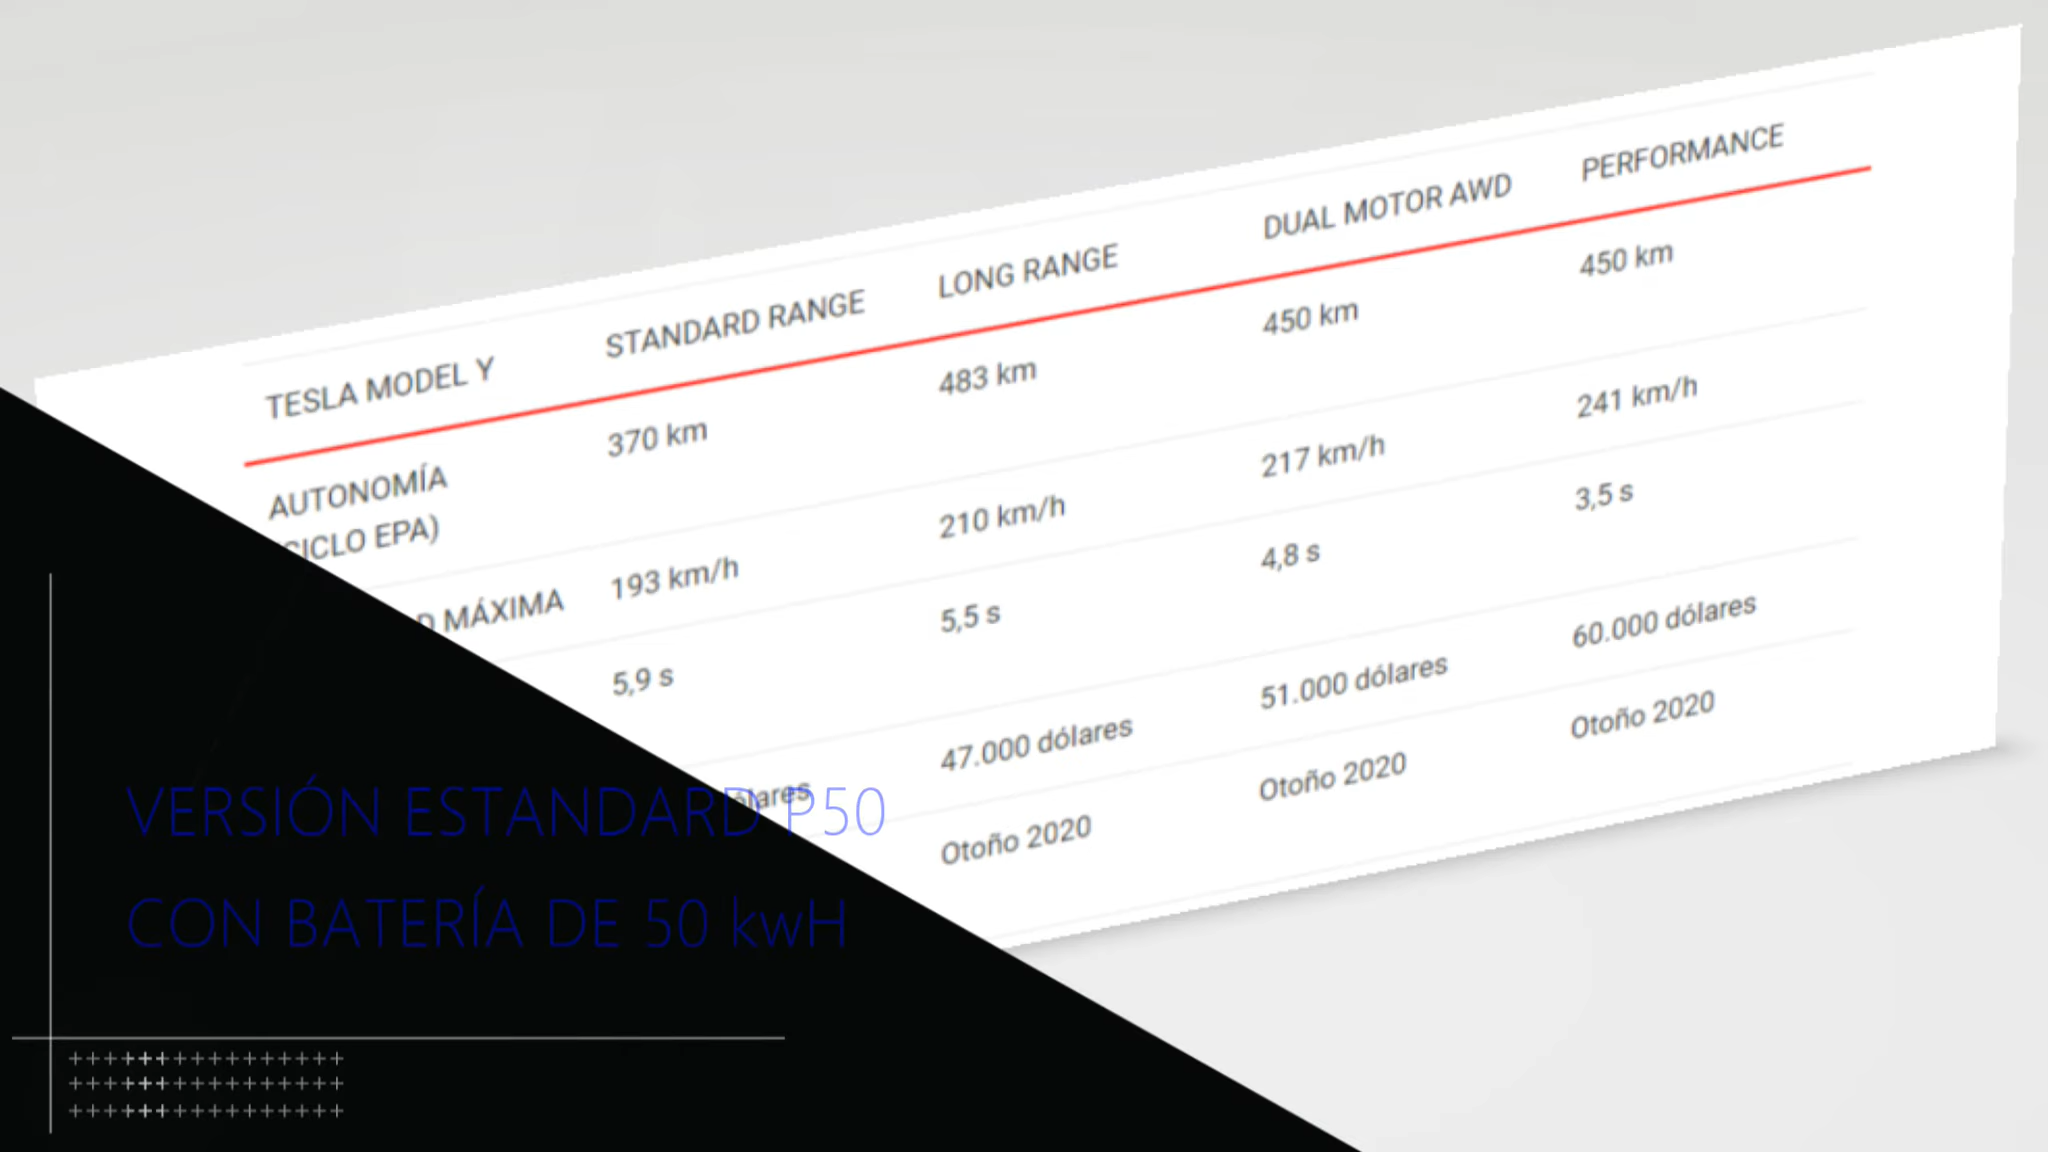 TESLA MODEL Y STANDARD RANGE LONG RANGE DUAL MOTOR AWD PERFORMANCE
AUTONOMÍA 370 km 483 km 450 km 450 km
CICLO EPA)
MÁXIMA 193 km/h 210 km/h 217 km/h 241 km/h
5,9 s 5,5 s 4,8 s 3,5 s
47.000 dólares 51.000 dólares 60.000 dólares
Otoño 2020 Otoño 2020 Otoño 2020
VERSIÓN ESTANDARD P50
CON BATERÍA DE 50 kwH